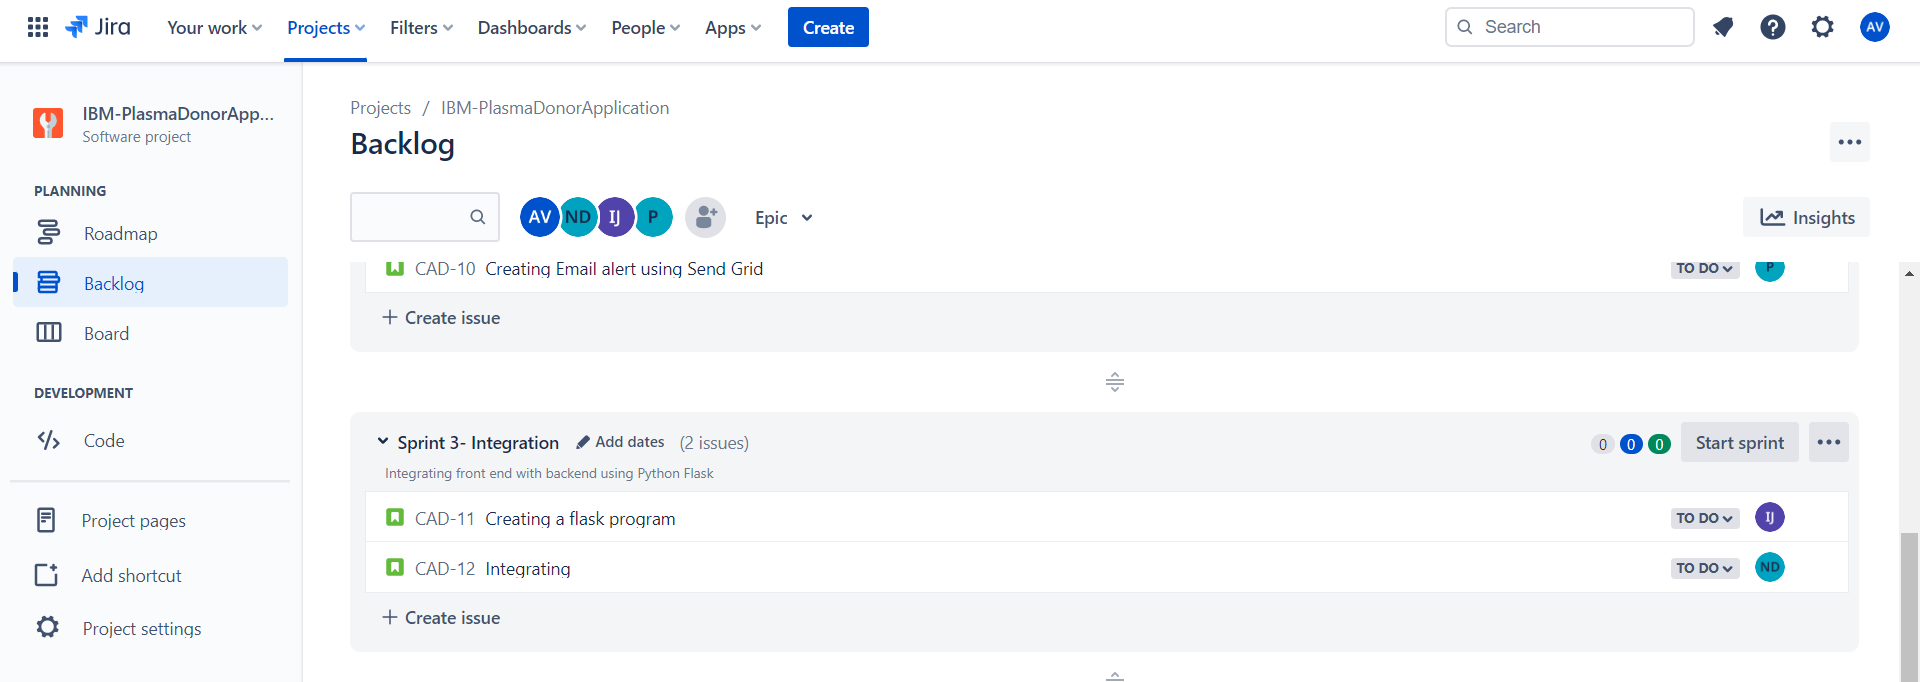 Jira Your work Projects Filters Dashboards People Apps Create Search AV
IBM-PlasmaDonorApp...
Software project
PLANNING
Roadmap
Backlog
Board
DEVELOPMENT
Code
Project pages
Add shortcut
Project settings
Projects / IBM-PlasmaDonorApplication
Backlog
AV ND IJ P Epic Insights
CAD-10 Creating Email alert using Send Grid TO DO P
+ Create issue
Sprint 3- Integration Add dates (2 issues) 0 0 0 Start sprint
Integrating front end with backend using Python Flask
CAD-11 Creating a flask program TO DO IJ
CAD-12 Integrating TO DO ND
+ Create issue